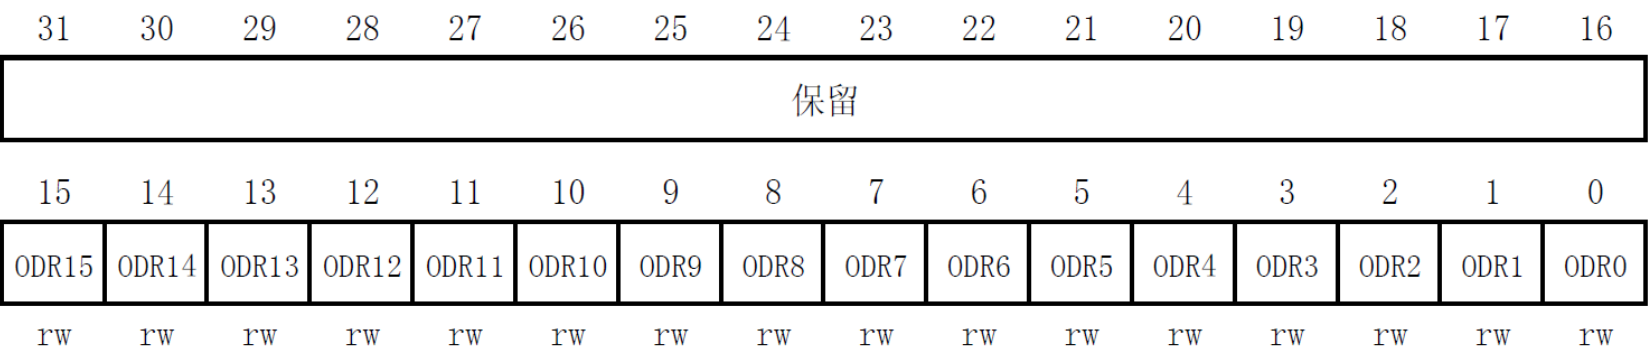 31 30 29 28 27 26 25 24 23 22 21 20 19 18 17 16
保留
15 14 13 12 11 10 9 8 7 6 5 4 3 2 1 0
ODR15 ODR14 ODR13 ODR12 ODR11 ODR10 ODR9 ODR8 ODR7 ODR6 ODR5 ODR4 ODR3 ODR2 ODR1 ODR0
rw rw rw rw rw rw rw rw rw rw rw rw rw rw rw rw